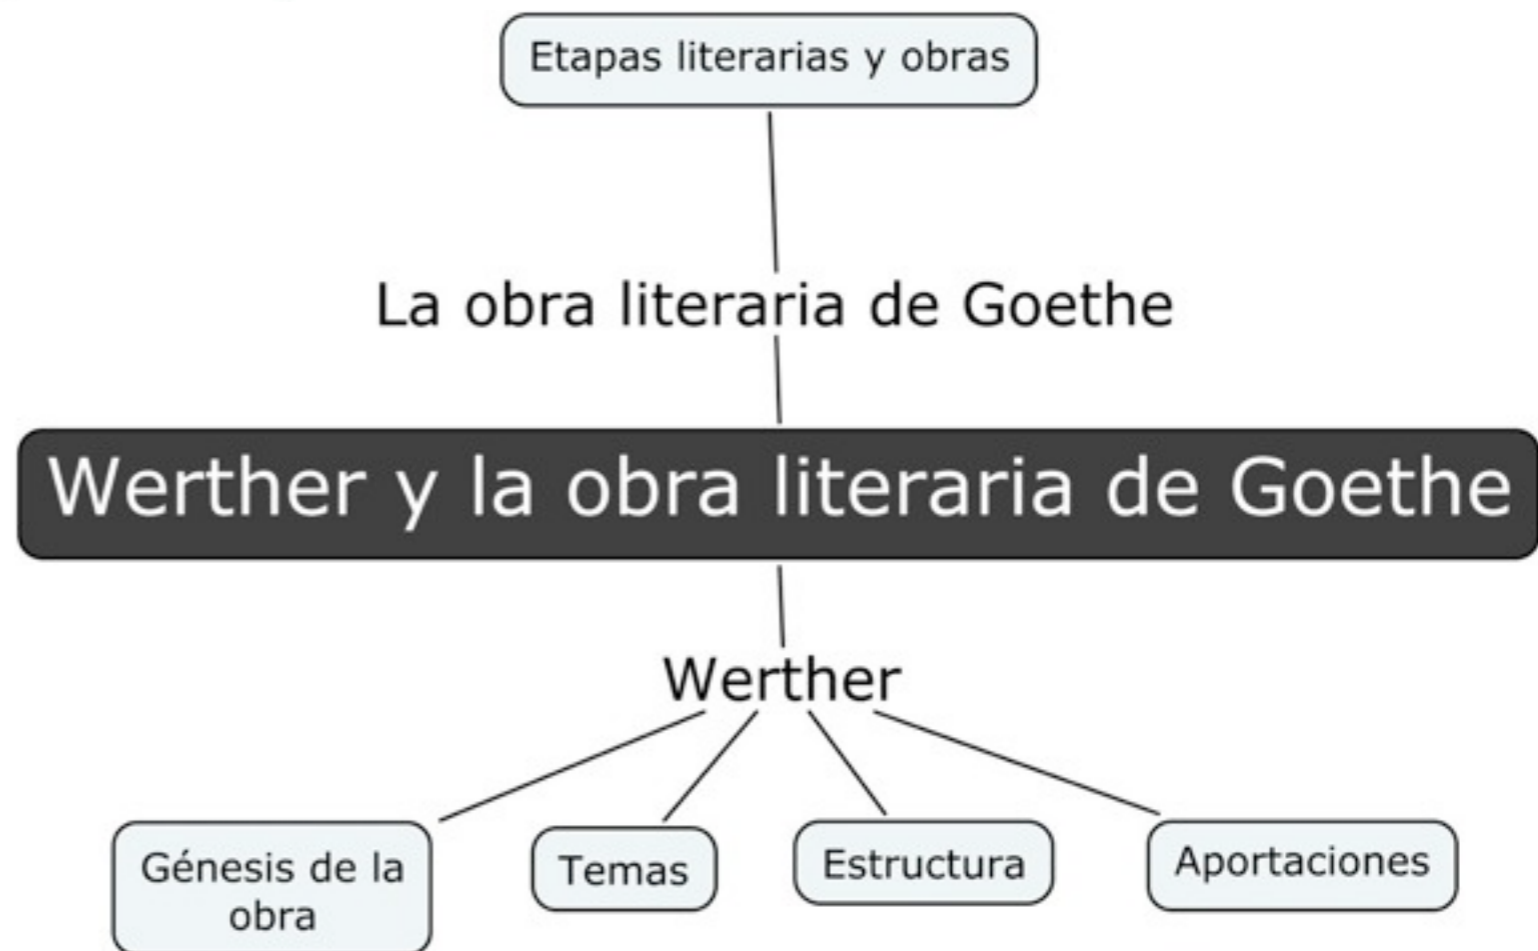 Etapas literarias y obras
La obra literaria de Goethe
Werther y la obra literaria de Goethe
Werther
Génesis de la
obra
Temas
Estructura
Aportaciones